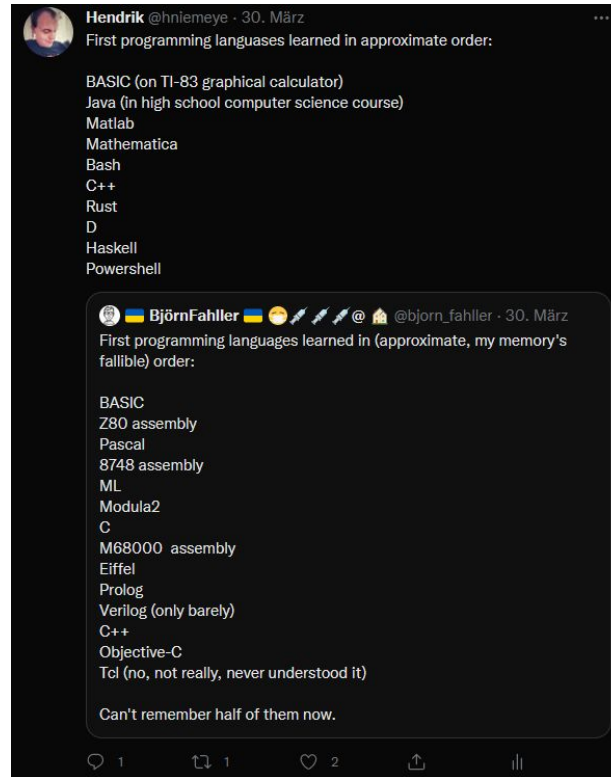 Hendrik @hniemeye · 30. März
First programming languases learned in approximate order:
BASIC (on TI-83 graphical calculator)
Java (in high school computer science course)
Matlab
Mathematica
Bash
C++
Rust
D
Haskell
Powershell
🇺🇦 BjörnFahller 🇺🇦 😷💉💉💉@ 🏠 @bjorn_fahller · 30. März
First programming languages learned in (approximate, my memory's
fallible) order:
BASIC
Z80 assembly
Pascal
8748 assembly
ML
Modula2
C
M68000 assembly
Eiffel
Prolog
Verilog (only barely)
C++
Objective-C
Tcl (no, not really, never understood it)
Can't remember half of them now.
1 1 2